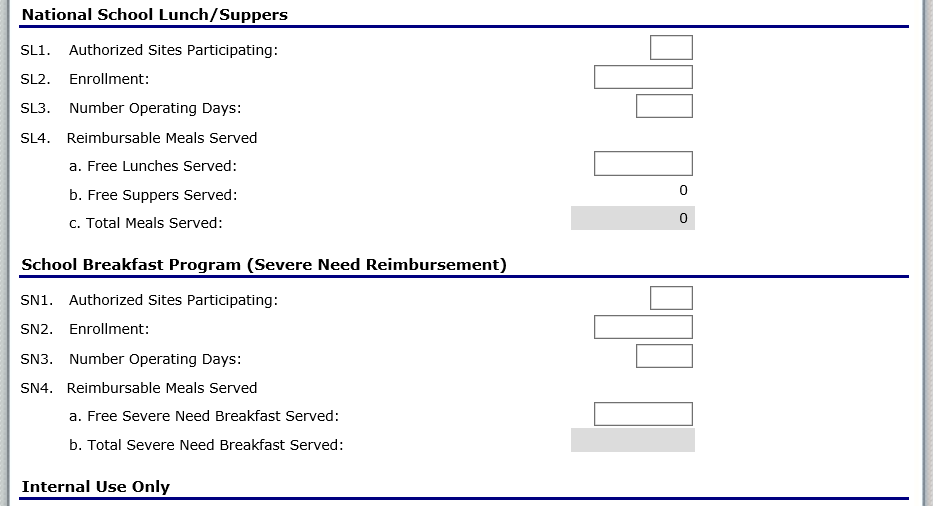 National School Lunch/Suppers
SL1. Authorized Sites Participating:
SL2. Enrollment:
SL3. Number Operating Days:
SL4. Reimbursable Meals Served
a. Free Lunches Served:
b. Free Suppers Served: 0
c. Total Meals Served: 0
School Breakfast Program (Severe Need Reimbursement)
SN1. Authorized Sites Participating:
SN2. Enrollment:
SN3. Number Operating Days:
SN4. Reimbursable Meals Served
a. Free Severe Need Breakfast Served:
b. Total Severe Need Breakfast Served:
Internal Use Only